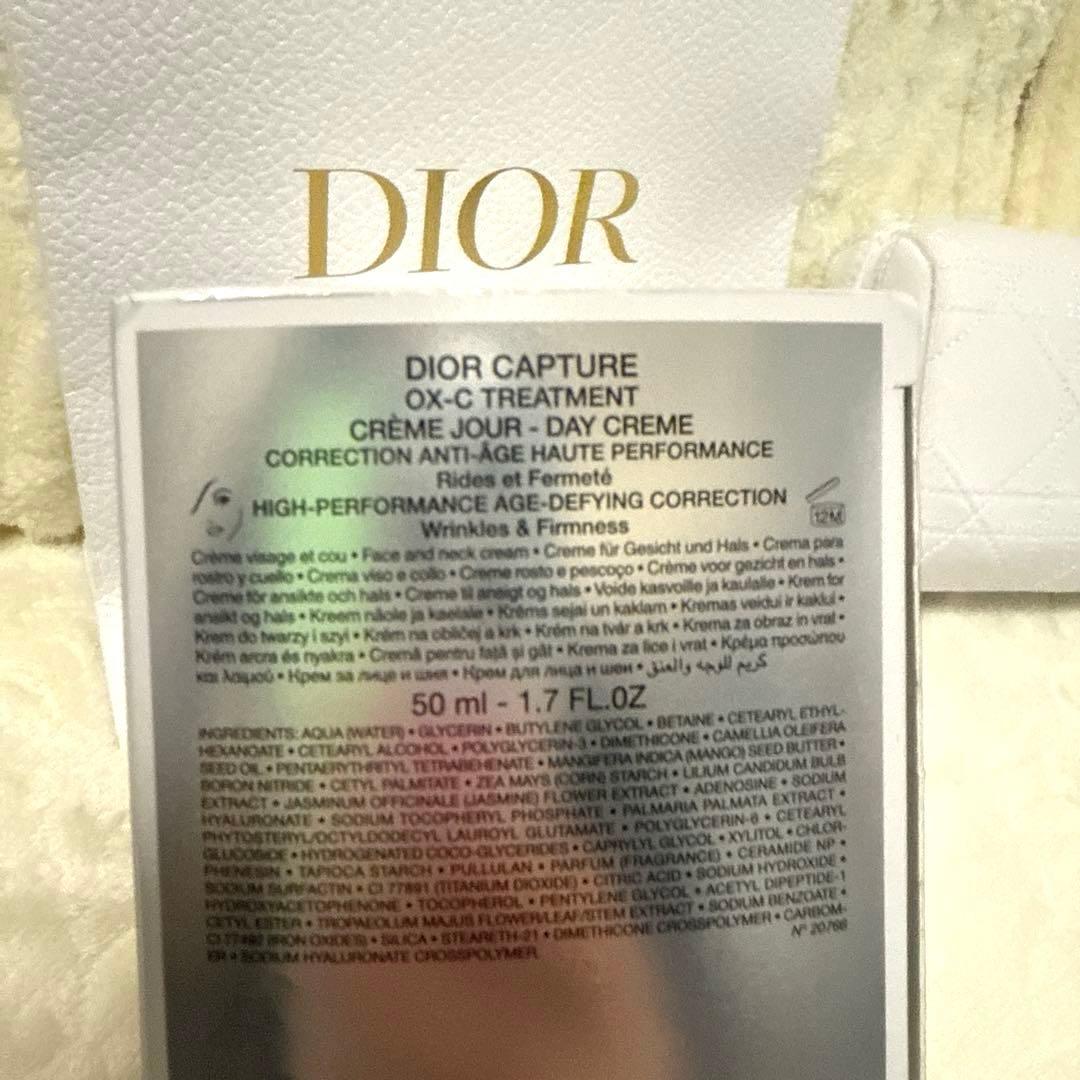 DIOR
DIOR CAPTURE
OX-C TREATMENT
CRÈME JOUR - DAY CREME
CORRECTION ANTI-ÂGE HAUTE PERFORMANCE
Rides et Fermeté
HIGH-PERFORMANCE AGE-DEFYING CORRECTION
12M
Wrinkles & Firmness
Crème visage et cou • Face and neck cream • Creme für Gesicht und Hals • Crema para
rostro y cuello • Crema viso e collo • Creme rosto e pescoço • Crème voor gezicht en hals •
Creme för ansikte och hals • Creme til ansigt og hals • Voide kasvoille ja kaulalle • Krem for
ansikt og hals • Kreem näole ja kaelale • Krēms sejai un kaklam • Kremas veidui ir kaklui •
Krem do twarzy i szyi • Krém na obličej a krk • Krém na tvár a krk • Krema za obraz in vrat •
Krém arcra és nyakra • Cremă pentru față și gât • Krema za lice i vrat • Κρέμα προσώπου
και λαιμού • Крем за лице и шия • Крем для лица и шеи • كريم للوجه والعنق
50 ml - 1.7 FL.OZ
INGREDIENTS: AQUA (WATER) • GLYCERIN • BUTYLENE GLYCOL • BETAINE • CETEARYL ETHYL-
HEXANOATE • CETEARYL ALCOHOL • POLYGLYCERIN-3 • DIMETHICONE • CAMELLIA OLEIFERA
SEED OIL • PENTAERYTHRITYL TETRABEHENATE • MANGIFERA INDICA (MANGO) SEED BUTTER •
BORON NITRIDE • CETYL PALMITATE • ZEA MAYS (CORN) STARCH • LILIUM CANDIDUM BULB
EXTRACT • JASMINUM OFFICINALE (JASMINE) FLOWER EXTRACT • ADENOSINE • SODIUM
HYALURONATE • SODIUM TOCOPHERYL PHOSPHATE • PALMARIA PALMATA EXTRACT •
PHYTOSTERYL/OCTYLDODECYL LAUROYL GLUTAMATE • POLYGLYCERIN-6 • CETEARYL
GLUCOSIDE • HYDROGENATED COCO-GLYCERIDES • CAPRYLYL GLYCOL • XYLITOL • CHLOR-
PHENESIN • TAPIOCA STARCH • PULLULAN • PARFUM (FRAGRANCE) • CERAMIDE NP •
SODIUM SURFACTIN • CI 77891 (TITANIUM DIOXIDE) • CITRIC ACID • SODIUM HYDROXIDE •
HYDROXYACETOPHENONE • TOCOPHEROL • PENTYLENE GLYCOL • ACETYL DIPEPTIDE-1
CETYL ESTER • TROPAEOLUM MAJUS FLOWER/LEAF/STEM EXTRACT • SODIUM BENZOATE •
CI 77492 (IRON OXIDES) • SILICA • STEARETH-21 • DIMETHICONE CROSSPOLYMER • CARBOM-
ER • SODIUM HYALURONATE CROSSPOLYMER
N° 20766